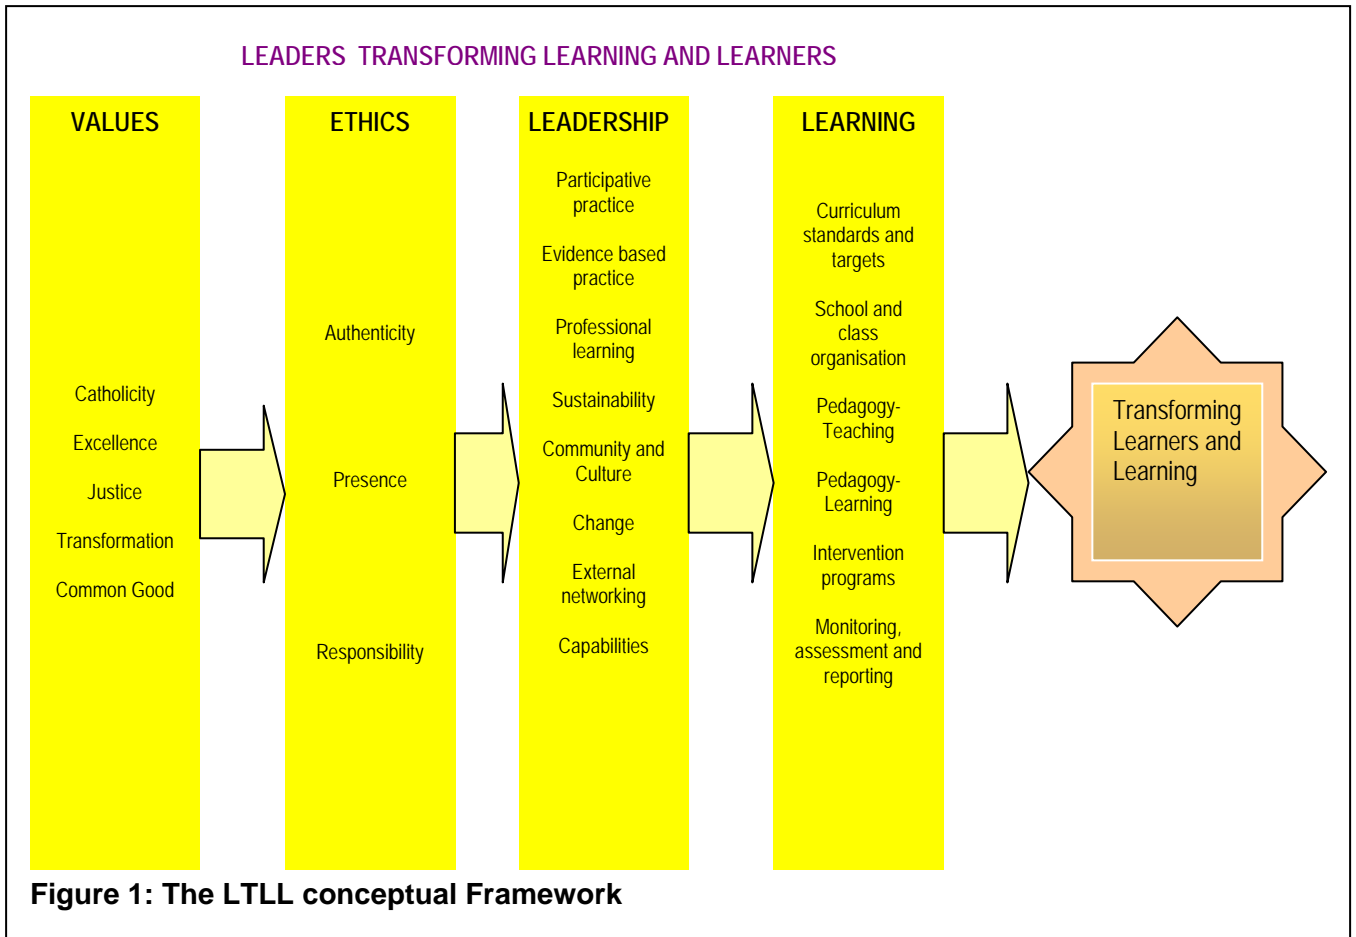 LEADERS TRANSFORMING LEARNING AND LEARNERS
VALUES
Catholicity
Excellence
Justice
Transformation
Common Good
ETHICS
Authenticity
Presence
Responsibility
LEADERSHIP
Participative
practice
Evidence based
practice
Professional
learning
Sustainability
Community and
Culture
Change
External
networking
Capabilities
LEARNING
Curriculum
standards and
targets
School and
class
organisation
Pedagogy-
Teaching
Pedagogy-
Learning
Intervention
programs
Monitoring,
assessment and
reporting
Transforming
Learners and
Learning
Figure 1: The LTLL conceptual Framework